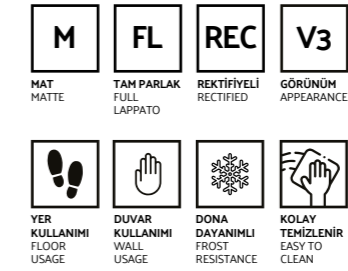 M
FL
REC
V3
MAT
MATTE
TAM PARLAK
FULL
LAPPATO
REKTİFİYELİ
RECTIFIED
GÖRÜNÜM
APPEARANCE
YER
KULLANIMI
FLOOR
USAGE
DUVAR
KULLANIMI
WALL
USAGE
DONA
DAYANIMLI
FROST
RESISTANCE
KOLAY
TEMİZLENİR
EASY TO
CLEAN